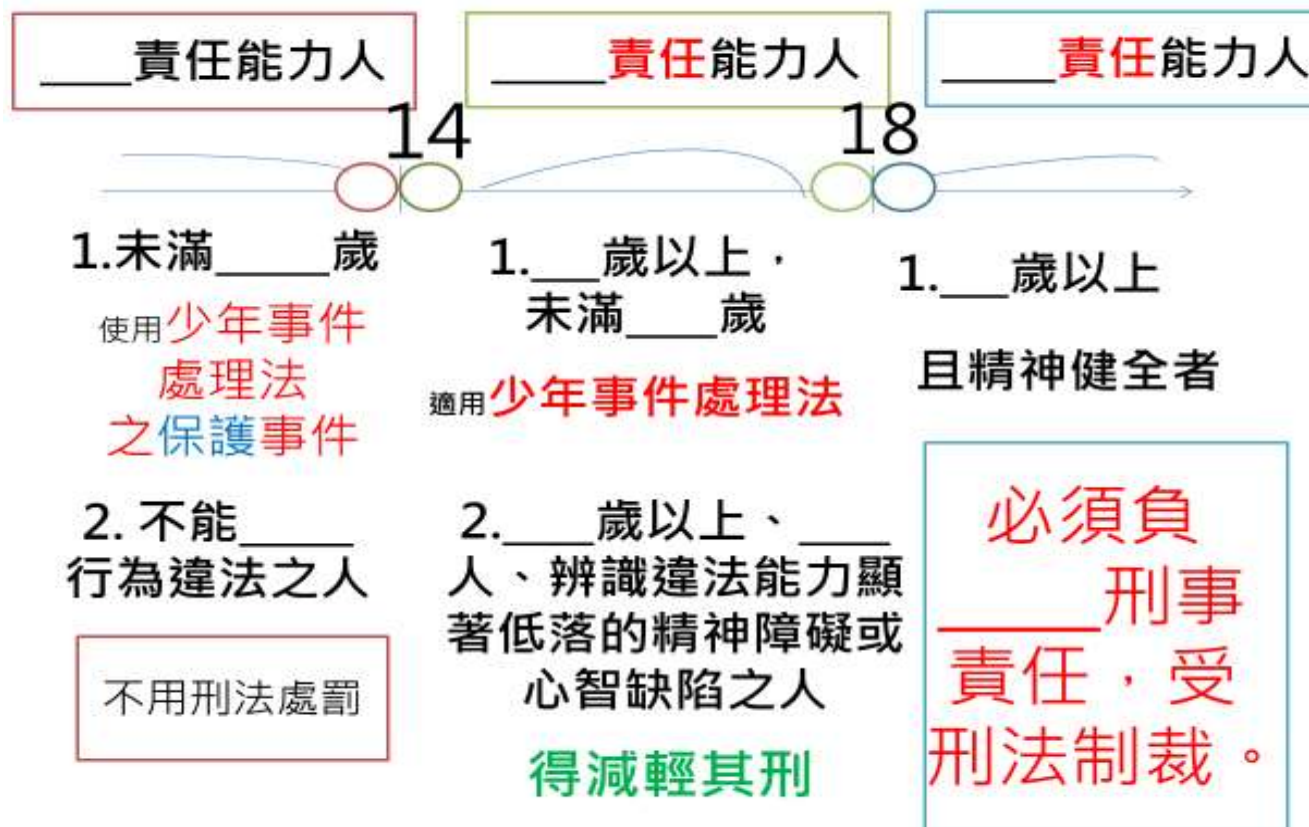 ____責任能力人
_____責任能力人
_____責任能力人
14
18
1.未滿_____歲
使用少年事件
處理法
之保護事件
2. 不能_____
行為違法之人
不用刑法處罰
1.___歲以上，
未滿____歲
適用少年事件處理法
2.____歲以上、____
人、辨識違法能力顯
著低落的精神障礙或
心智缺陷之人
得減輕其刑
1.___歲以上
且精神健全者
必須負
_____刑事
責任，受
刑法制裁。